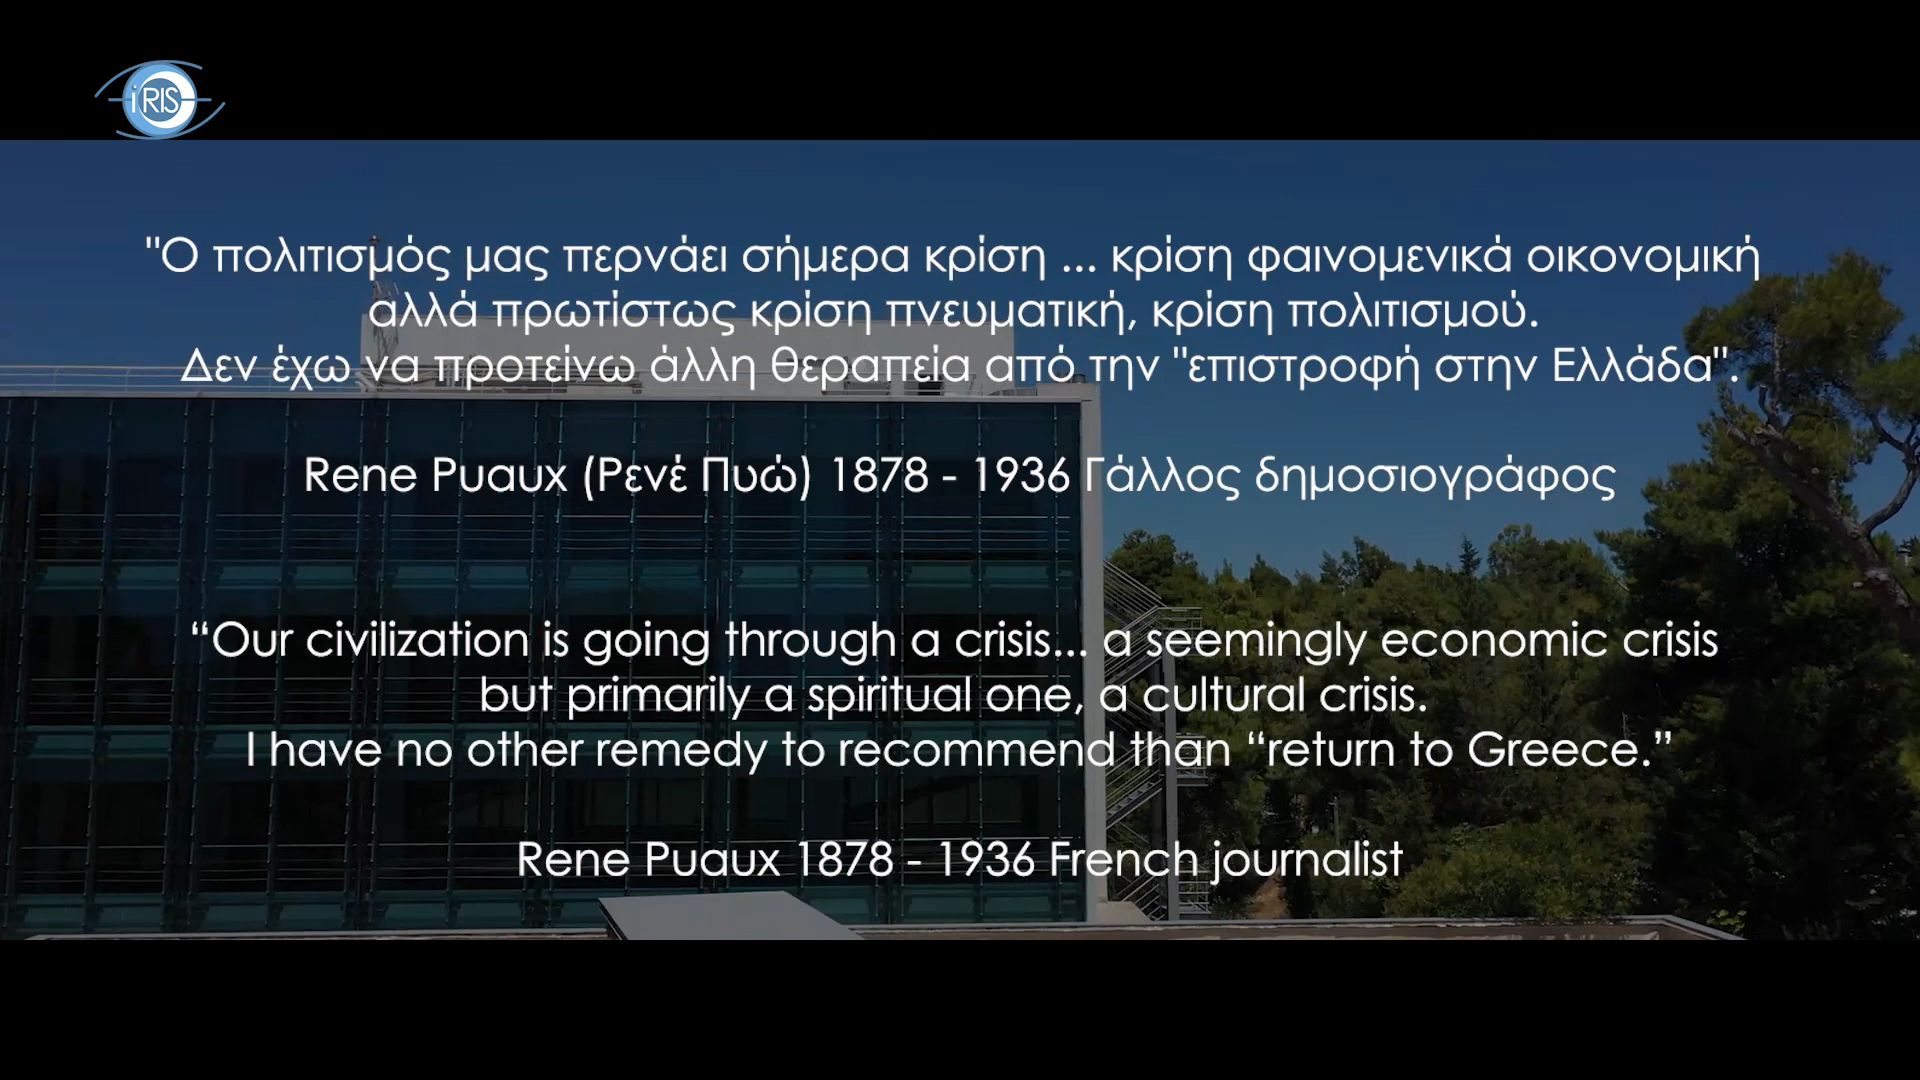 iRIS
"Ο πολιτισμός μας περνάει σήμερα κρίση ... κρίση φαινομενικά οικονομική
αλλά πρωτίστως κρίση πνευματική, κρίση πολιτισμού.
Δεν έχω να προτείνω άλλη θεραπεία από την "επιστροφή στην Ελλάδα".
Rene Puaux (Ρενέ Πυώ) 1878 - 1936 Γάλλος δημοσιογράφος
“Our civilization is going through a crisis... a seemingly economic crisis
but primarily a spiritual one, a cultural crisis.
I have no other remedy to recommend than “return to Greece.”
Rene Puaux 1878 - 1936 French journalist